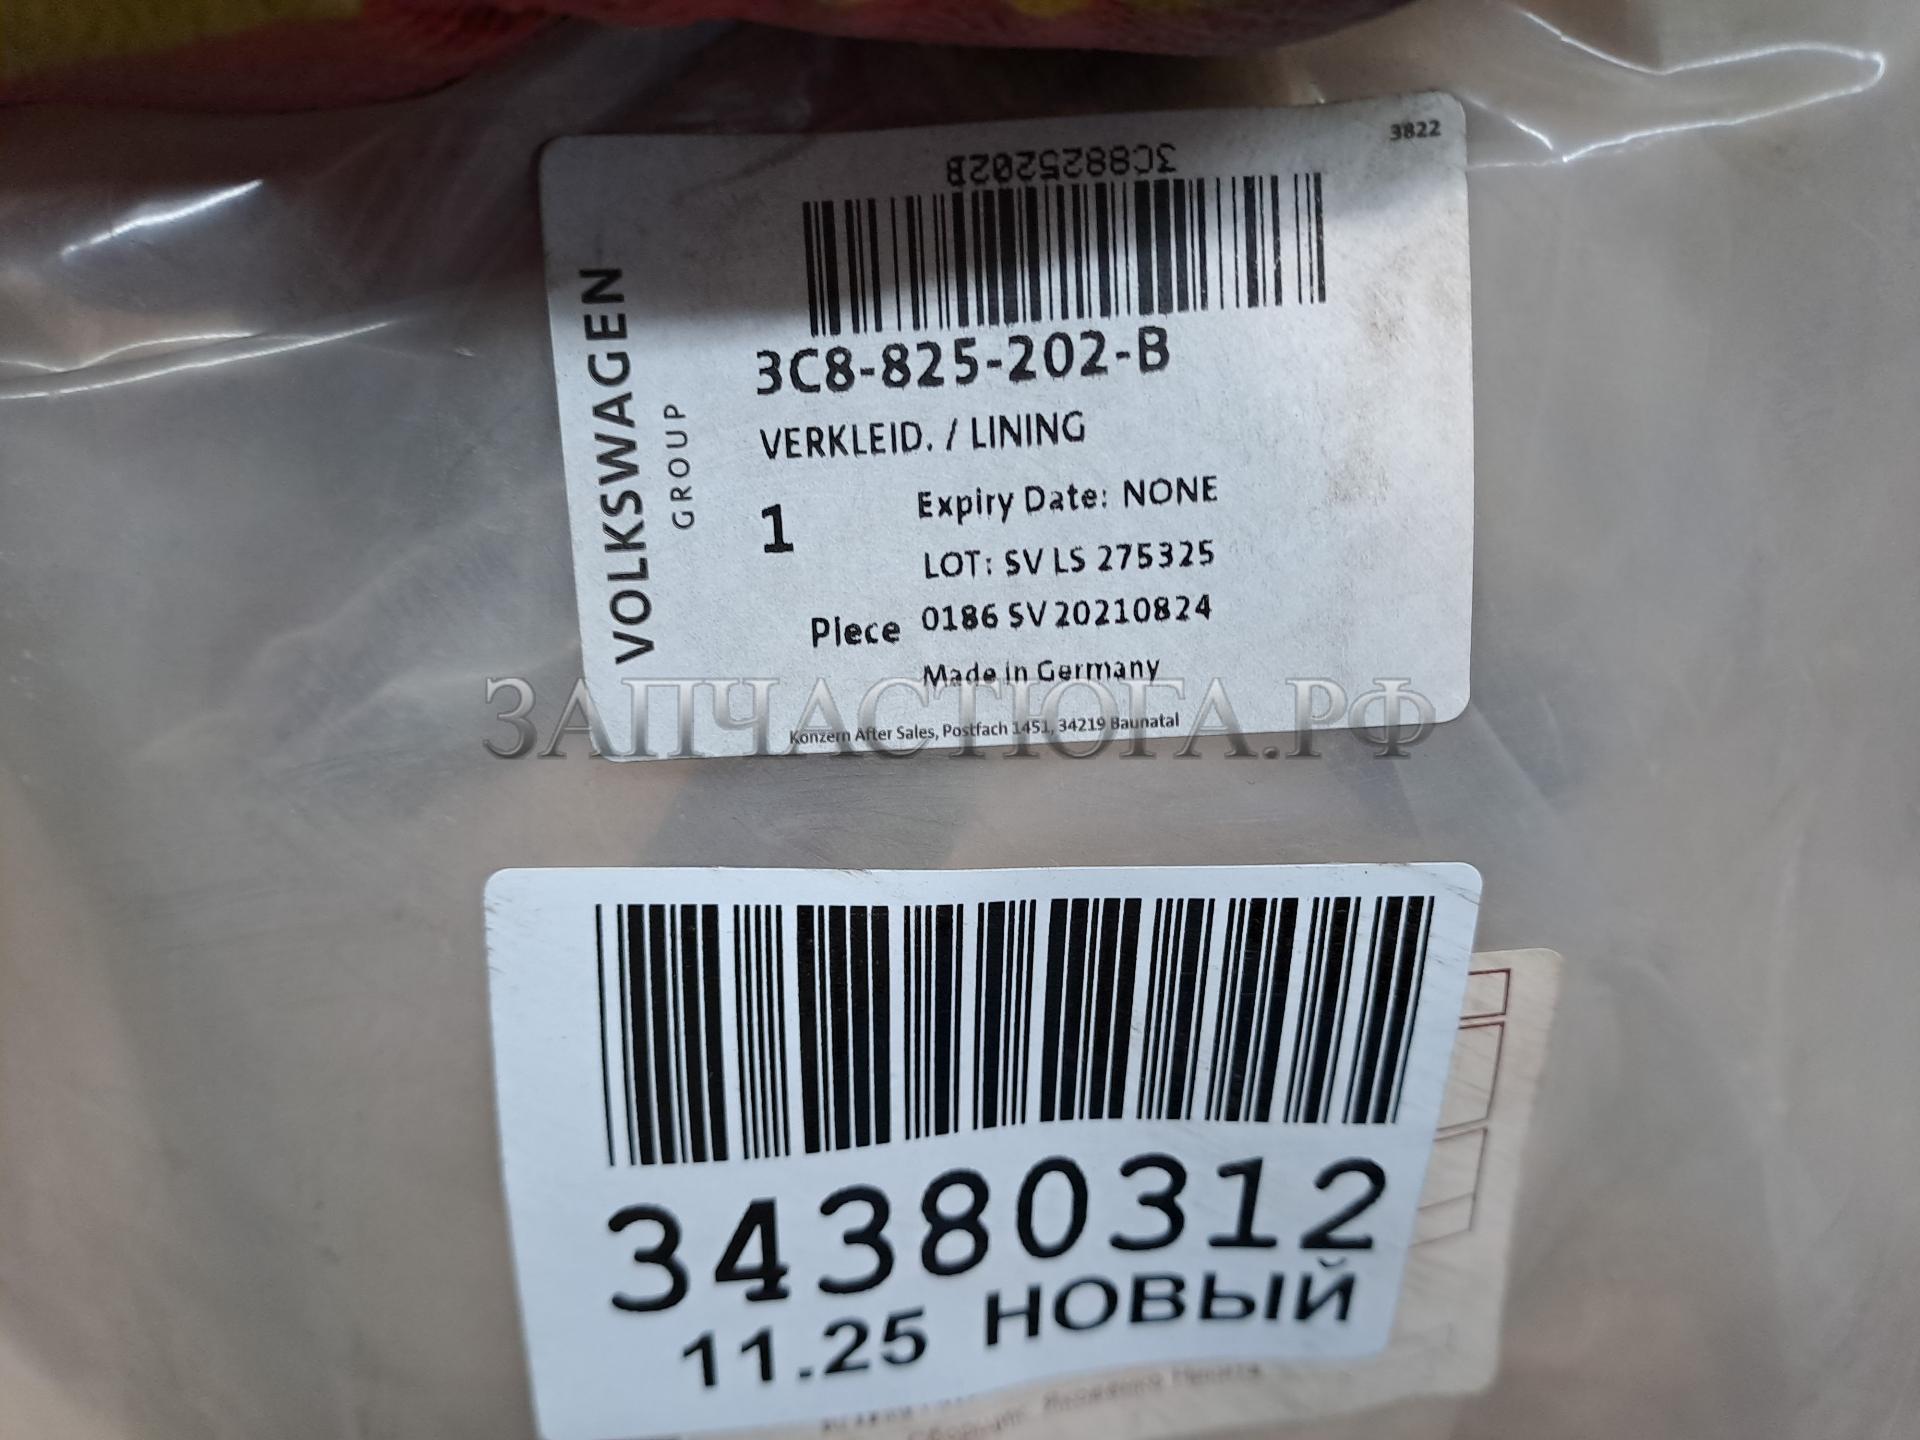 3822
3C8825202B
VOLKSWAGEN
GROUP
3C8-825-202-B
VERKLEID. / LINING
1
Expiry Date: NONE
LOT: SV LS 275325
Piece 0186 SV 20210824
Made in Germany
ЗАПЧАСТЮГА.РФ
Konzern After Sales, Postfach 1451, 34219 Baunatal
34380312
11.25 НОВЫЙ